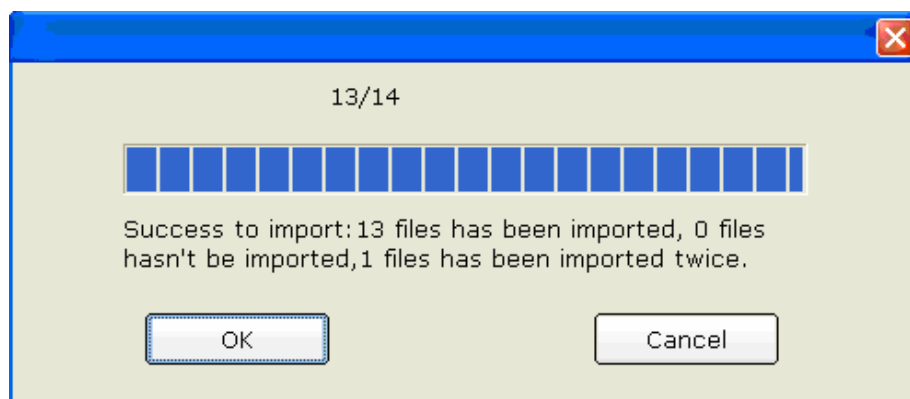 13/14
Success to import: 13 files has been imported, 0 files
hasn't be imported,1 files has been imported twice.
OK
Cancel